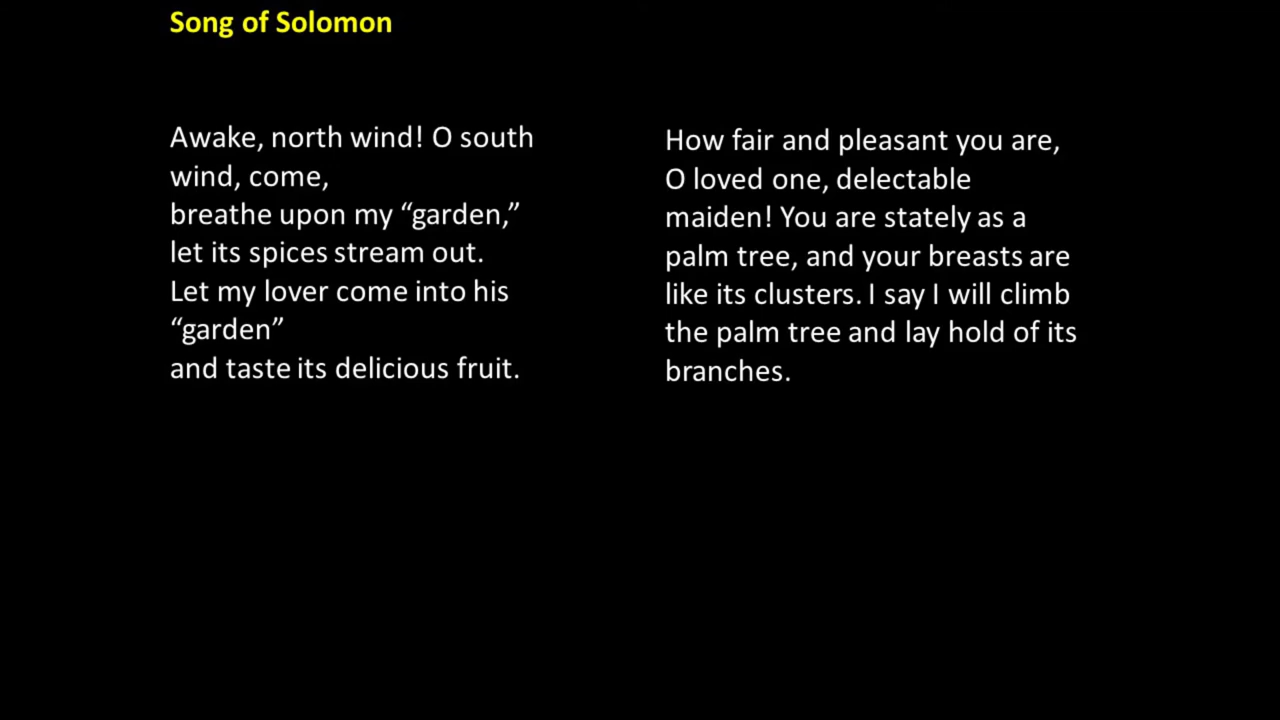 Song of Solomon
Awake, north wind! O south
wind, come,
breathe upon my “garden,”
let its spices stream out.
Let my lover come into his
“garden”
and taste its delicious fruit.
How fair and pleasant you are,
O loved one, delectable
maiden! You are stately as a
palm tree, and your breasts are
like its clusters. I say I will climb
the palm tree and lay hold of its
branches.